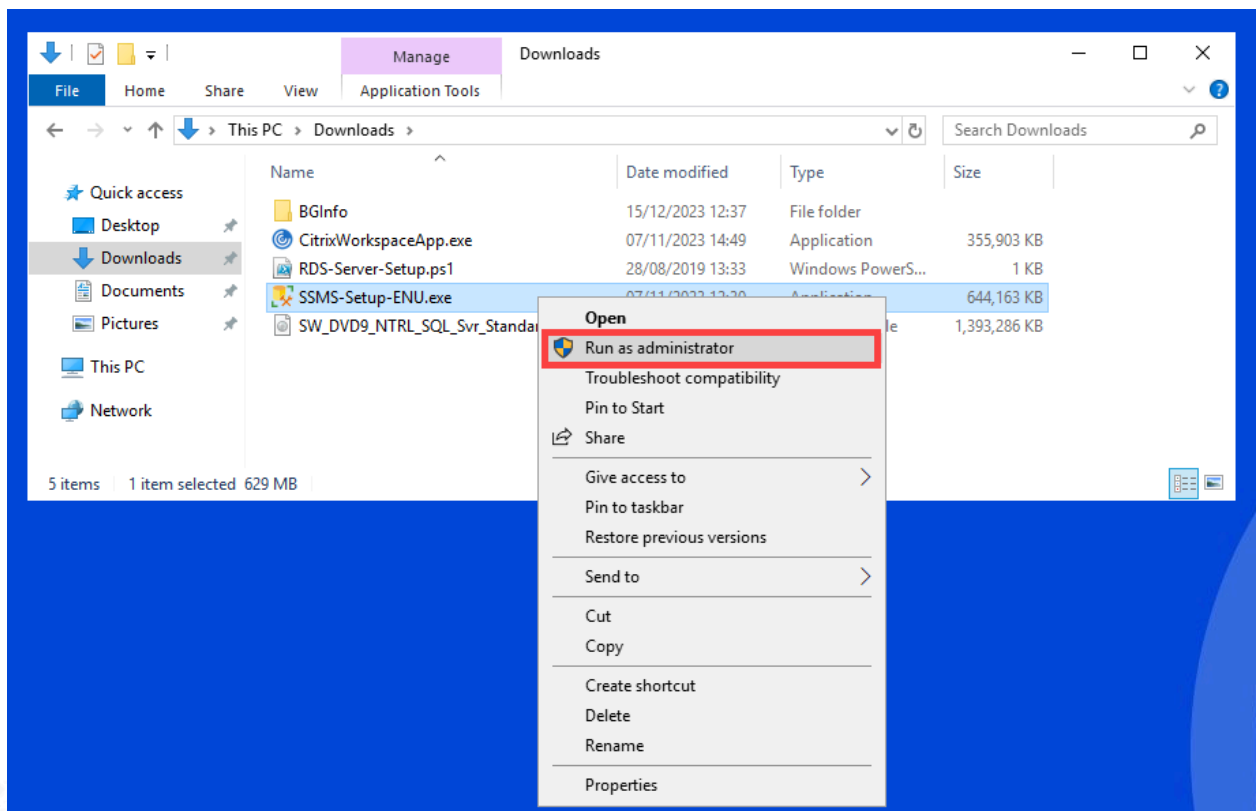 Manage
Downloads
File Home Share View Application Tools
This PC > Downloads >
Search Downloads
Name Date modified Type Size
Quick access
Desktop
Downloads
Documents
Pictures
This PC
Network
BGInfo 15/12/2023 12:37 File folder
CitrixWorkspaceApp.exe 07/11/2023 14:49 Application 355,903 KB
RDS-Server-Setup.ps1 28/08/2019 13:33 Windows PowerS... 1 KB
SSMS-Setup-ENU.exe 07/11/2023 Application 644,163 KB
SW_DVD9_NTRL_SQL_Svr_Standar 1,393,286 KB
5 items 1 item selected 629 MB
Open
Run as administrator
Troubleshoot compatibility
Pin to Start
Share
Give access to
Pin to taskbar
Restore previous versions
Send to
Cut
Copy
Create shortcut
Delete
Rename
Properties